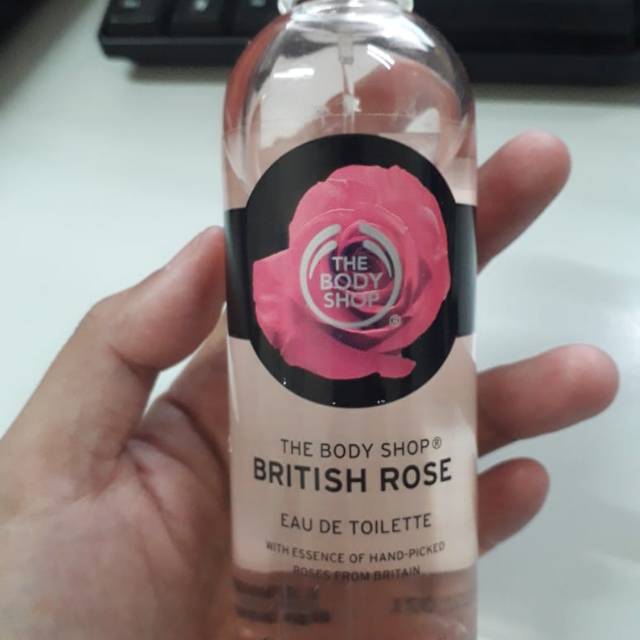 THE
BODY
SHOP
®
THE BODY SHOP®
BRITISH ROSE
EAU DE TOILETTE
WITH ESSENCE OF HAND-PICKED
ROSES FROM BRITAIN